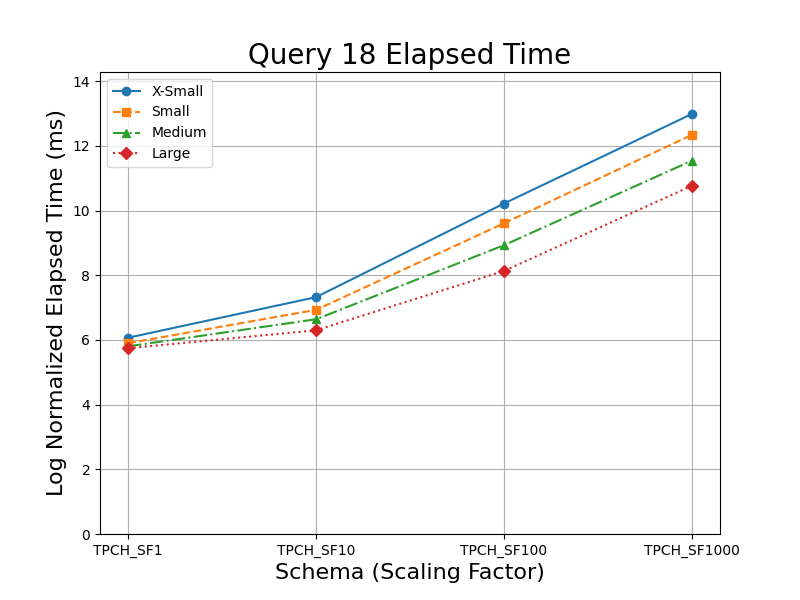 Query 18 Elapsed Time
X-Small
Small
Medium
Large
Log Normalized Elapsed Time (ms)
14
12
10
8
6
4
2
0
TPCH_SF1 TPCH_SF10 TPCH_SF100 TPCH_SF1000
Schema (Scaling Factor)